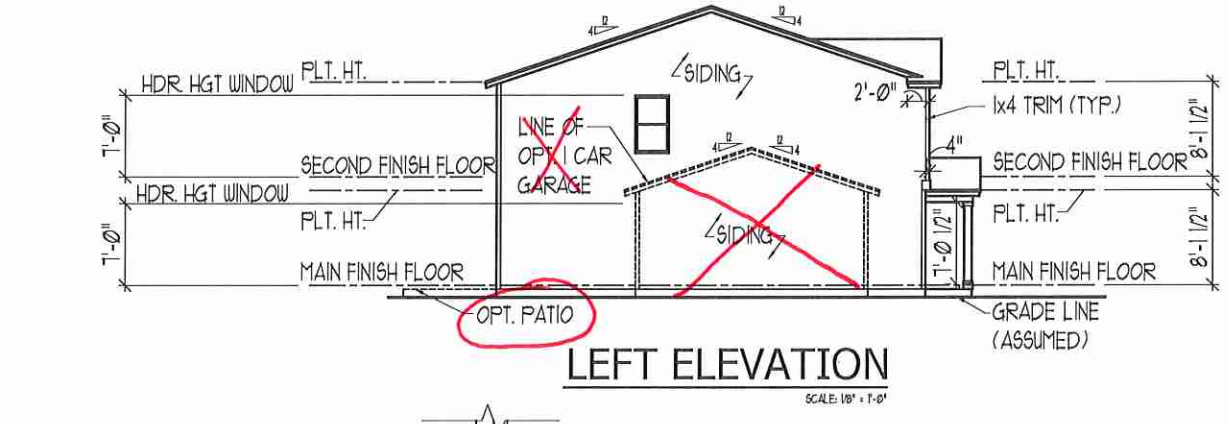 12
4
12
4
HDR. HGT WINDOW
PLT. HT.
SIDING
2'-0"
PLT. HT.
1x4 TRIM (TYP.)
7'-0"
LINE OF
OPT. 1 CAR
GARAGE
12
4
12
4
4"
8'-1 1/2"
SECOND FINISH FLOOR
SECOND FINISH FLOOR
HDR. HGT WINDOW
PLT. HT.
PLT. HT.
7'-0"
SIDING
7'-0 1/2"
8'-1 1/2"
MAIN FINISH FLOOR
MAIN FINISH FLOOR
OPT. PATIO
GRADE LINE
(ASSUMED)
LEFT ELEVATION
SCALE: 1/8" = 1'-0"